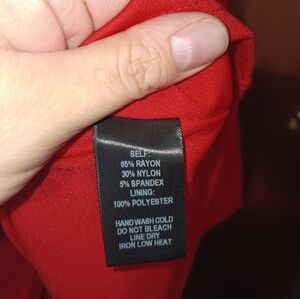 SELF:
65% RAYON
30% NYLON
5% SPANDEX
LINING:
100% POLYESTER
HAND WASH COLD
DO NOT BLEACH
LINE DRY
IRON LOW HEAT